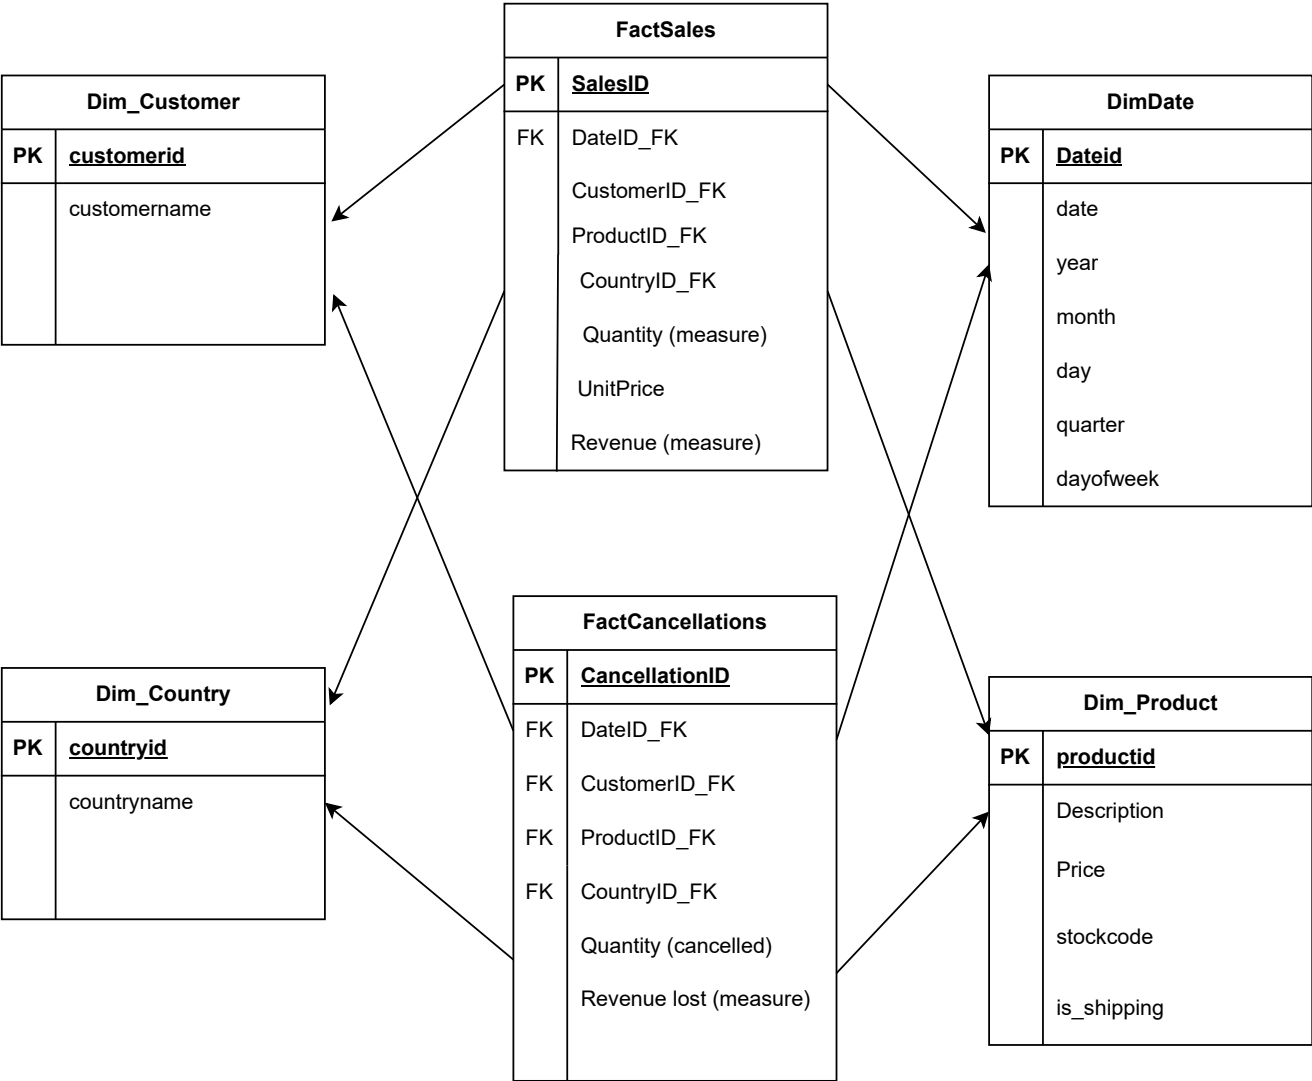 FactSales
PK SalesID
FK DateID_FK
CustomerID_FK
ProductID_FK
CountryID_FK
Quantity (measure)
UnitPrice
Revenue (measure)
Dim_Customer
PK customerid
customername
DimDate
PK Dateid
date
year
month
day
quarter
dayofweek
FactCancellations
PK CancellationID
FK DateID_FK
FK CustomerID_FK
FK ProductID_FK
FK CountryID_FK
Quantity (cancelled)
Revenue lost (measure)
Dim_Country
PK countryid
countryname
Dim_Product
PK productid
Description
Price
stockcode
is_shipping